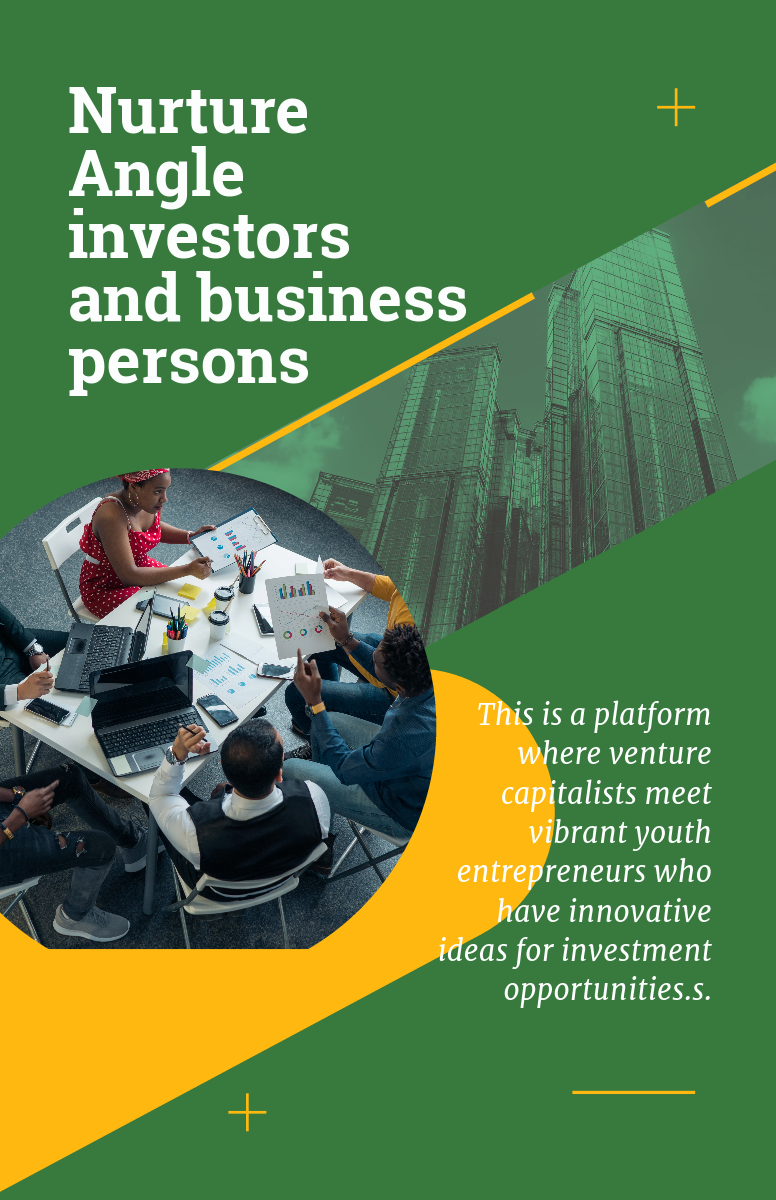 Nurture
Angle
investors
and business
persons
This is a platform
where venture
capitalists meet
vibrant youth
entrepreneurs who
have innovative
ideas for investment
opportunities.s.